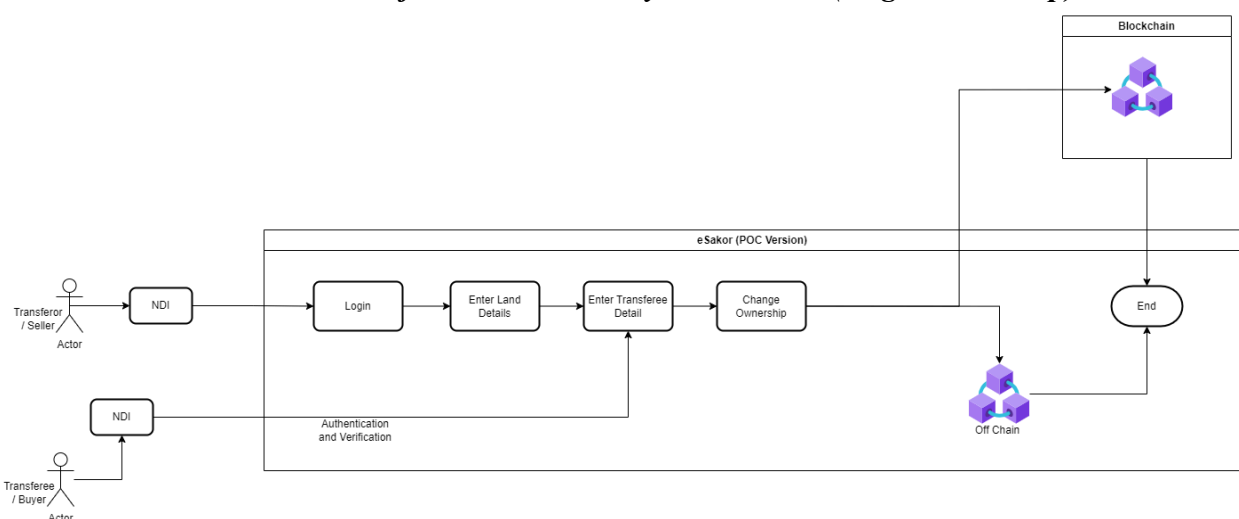 Blockchain
eSakor (POC Version)
Transferor
/ Seller
Actor
NDI
Login
Enter Land
Details
Enter Transferee
Detail
Change
Ownership
End
NDI
Authentication
and Verification
Off Chain
Transferee
/ Buyer